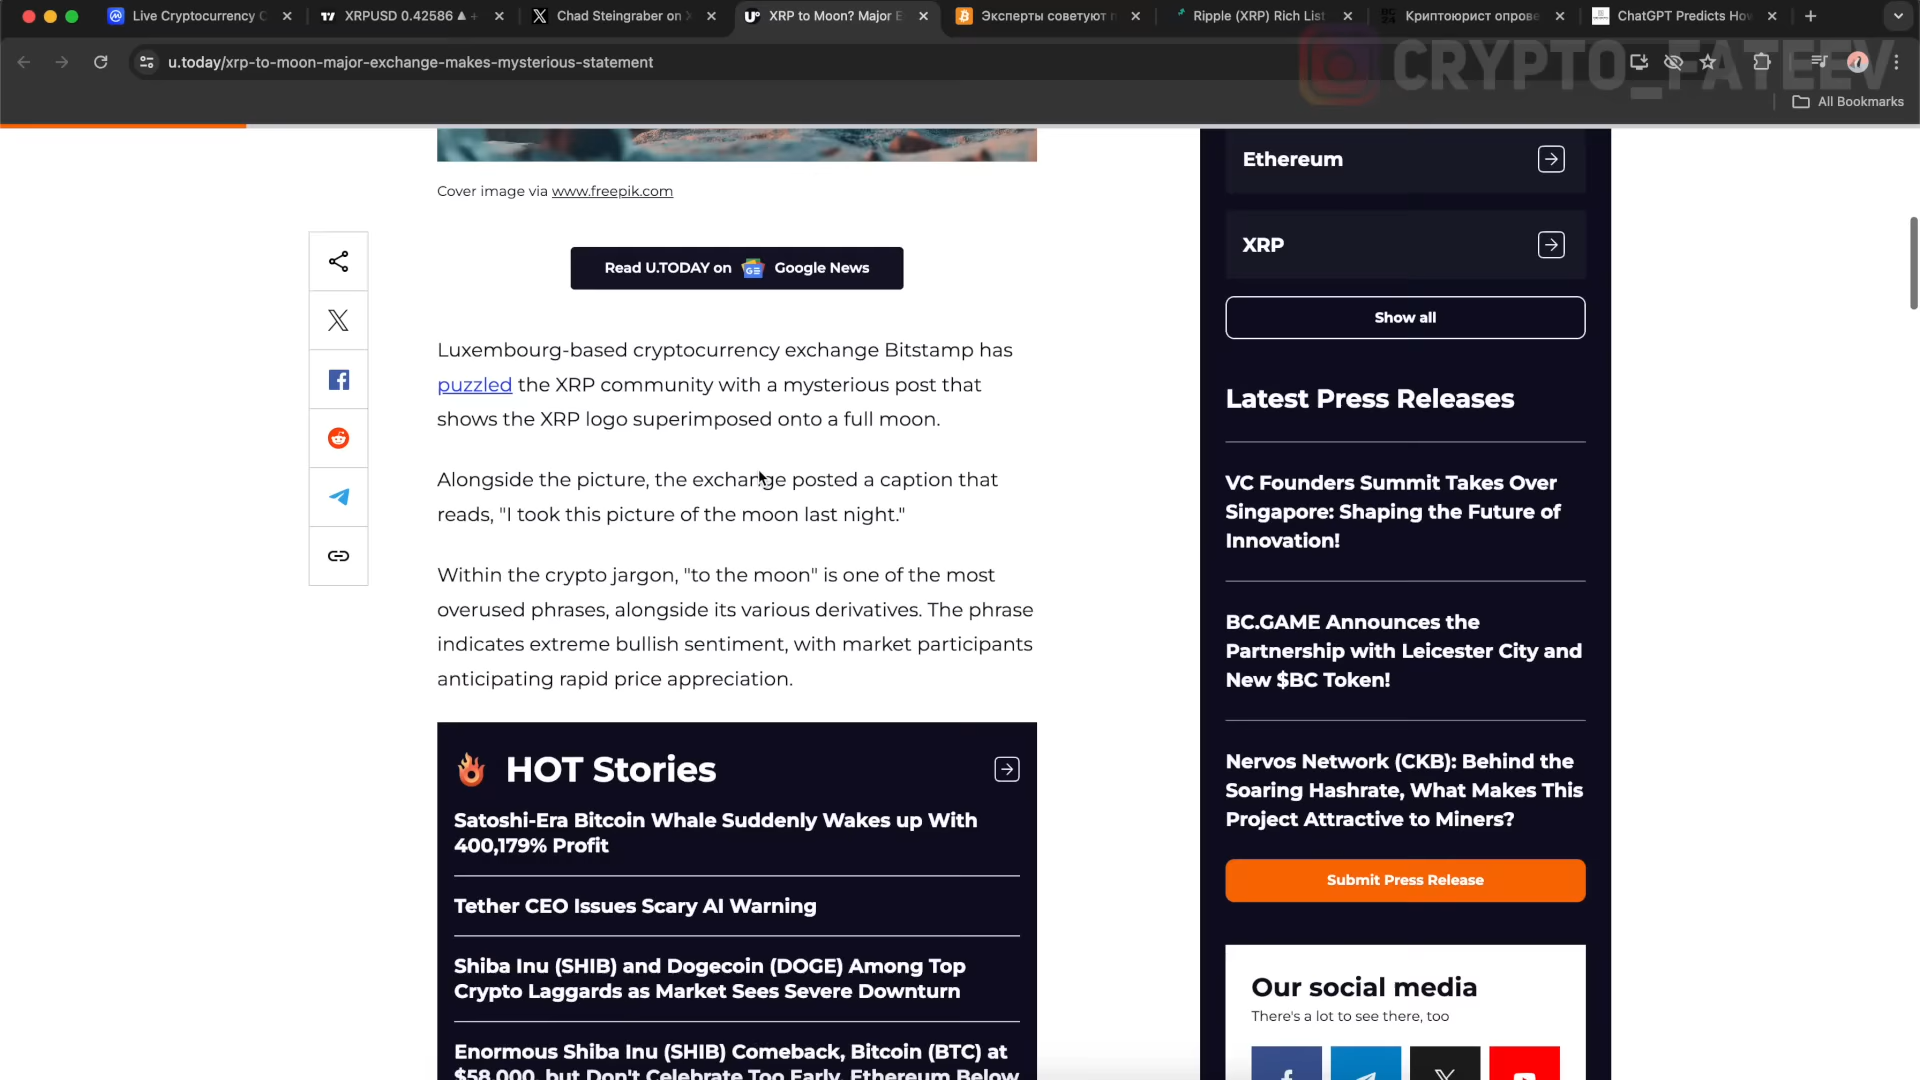 Live Cryptocurrency C
XRPUSD 0.42586 ▲ +
Chad Steingraber on X
XRP to Moon? Major E
Эксперты советуют п
Ripple (XRP) Rich List
Криптоюрист опрове
ChatGPT Predicts How
u.today/xrp-to-moon-major-exchange-makes-mysterious-statement
CRYPTO_FATEEV
All Bookmarks
Cover image via www.freepik.com
Read U.TODAY on Google News
Luxembourg-based cryptocurrency exchange Bitstamp has
puzzled the XRP community with a mysterious post that
shows the XRP logo superimposed onto a full moon.
Alongside the picture, the exchange posted a caption that
reads, "I took this picture of the moon last night."
Within the crypto jargon, "to the moon" is one of the most
overused phrases, alongside its various derivatives. The phrase
indicates extreme bullish sentiment, with market participants
anticipating rapid price appreciation.
HOT Stories
Satoshi-Era Bitcoin Whale Suddenly Wakes up With
400,179% Profit
Tether CEO Issues Scary AI Warning
Shiba Inu (SHIB) and Dogecoin (DOGE) Among Top
Crypto Laggards as Market Sees Severe Downturn
Enormous Shiba Inu (SHIB) Comeback, Bitcoin (BTC) at
$58,000, but Don't Celebrate Too Early, Ethereum Below
Ethereum
XRP
Show all
Latest Press Releases
VC Founders Summit Takes Over
Singapore: Shaping the Future of
Innovation!
BC.GAME Announces the
Partnership with Leicester City and
New $BC Token!
Nervos Network (CKB): Behind the
Soaring Hashrate, What Makes This
Project Attractive to Miners?
Submit Press Release
Our social media
There's a lot to see there, too